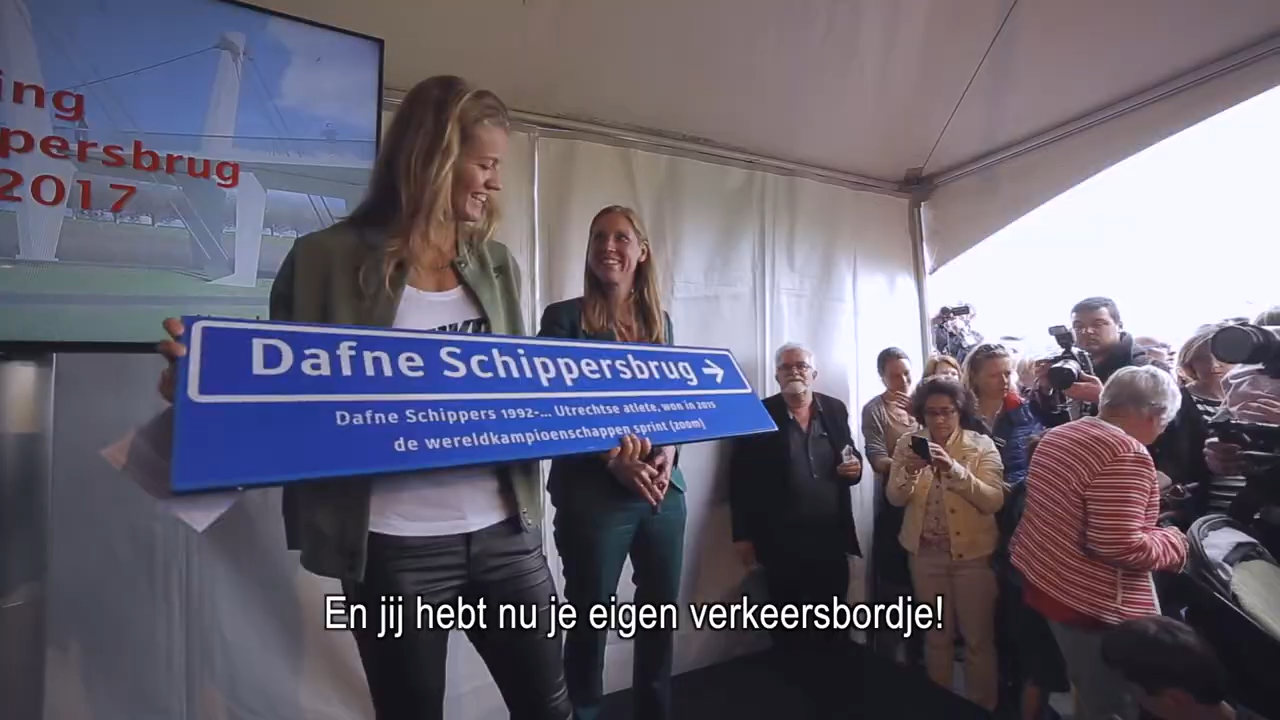 ing
persbrug
2017
Dafne Schippersbrug →
Dafne Schippers 1992-... Utrechtse atlete, won in 2015
de wereldkampioenschappen sprint (200m)
En jij hebt nu je eigen verkeersbordje!